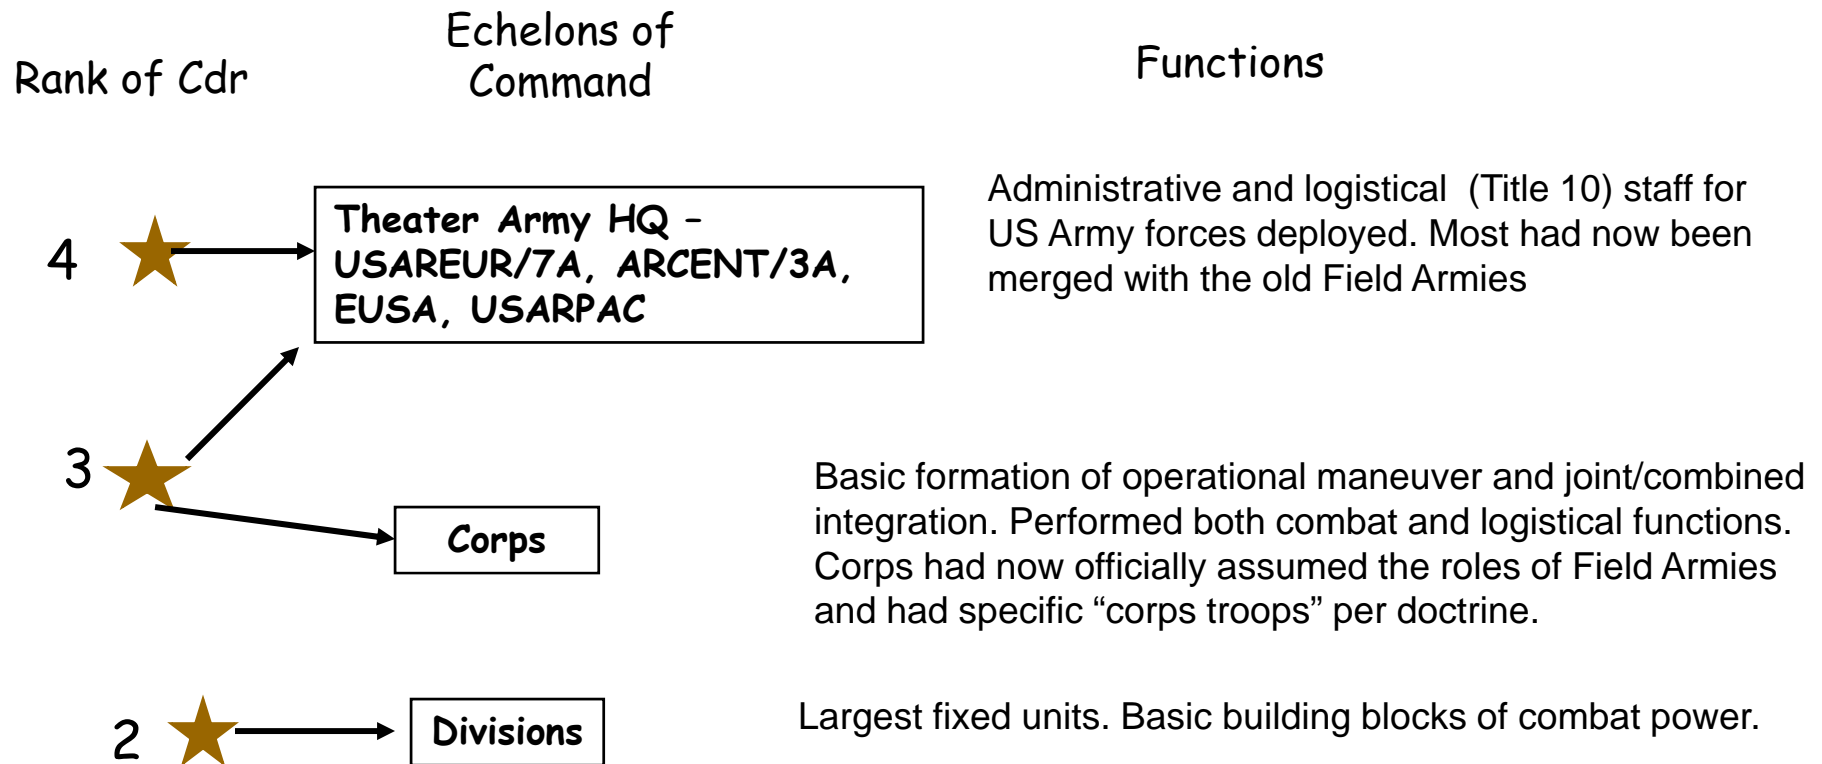 Rank of Cdr
Echelons of
Command
Functions
4
Theater Army HQ –
USAREUR/7A, ARCENT/3A,
EUSA, USARPAC
Administrative and logistical (Title 10) staff for
US Army forces deployed. Most had now been
merged with the old Field Armies
3
Corps
Basic formation of operational maneuver and joint/combined
integration. Performed both combat and logistical functions.
Corps had now officially assumed the roles of Field Armies
and had specific “corps troops” per doctrine.
2
Divisions
Largest fixed units. Basic building blocks of combat power.